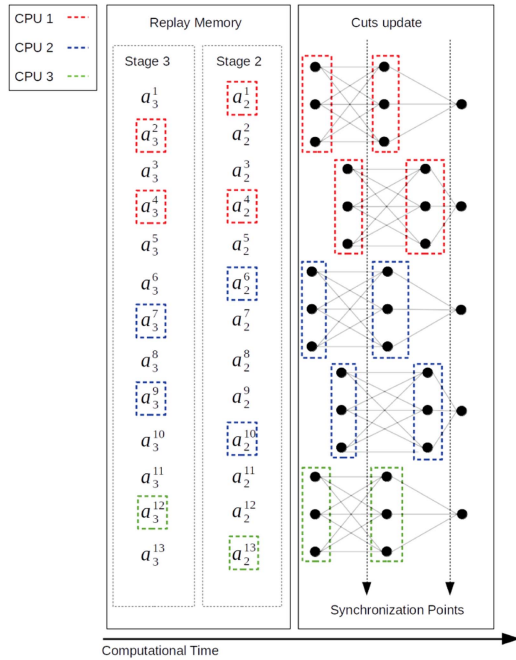 CPU 1
CPU 2
CPU 3
Replay Memory
Cuts update
Stage 3
Stage 2
a_3^1 a_2^1
a_3^2 a_2^2
a_3^3 a_2^3
a_3^4 a_2^4
a_3^5 a_2^5
a_3^6 a_2^6
a_3^7 a_2^7
a_3^8 a_2^8
a_3^9 a_2^9
a_3^10 a_2^10
a_3^11 a_2^11
a_3^12 a_2^12
a_3^13 a_2^13
Synchronization Points
Computational Time